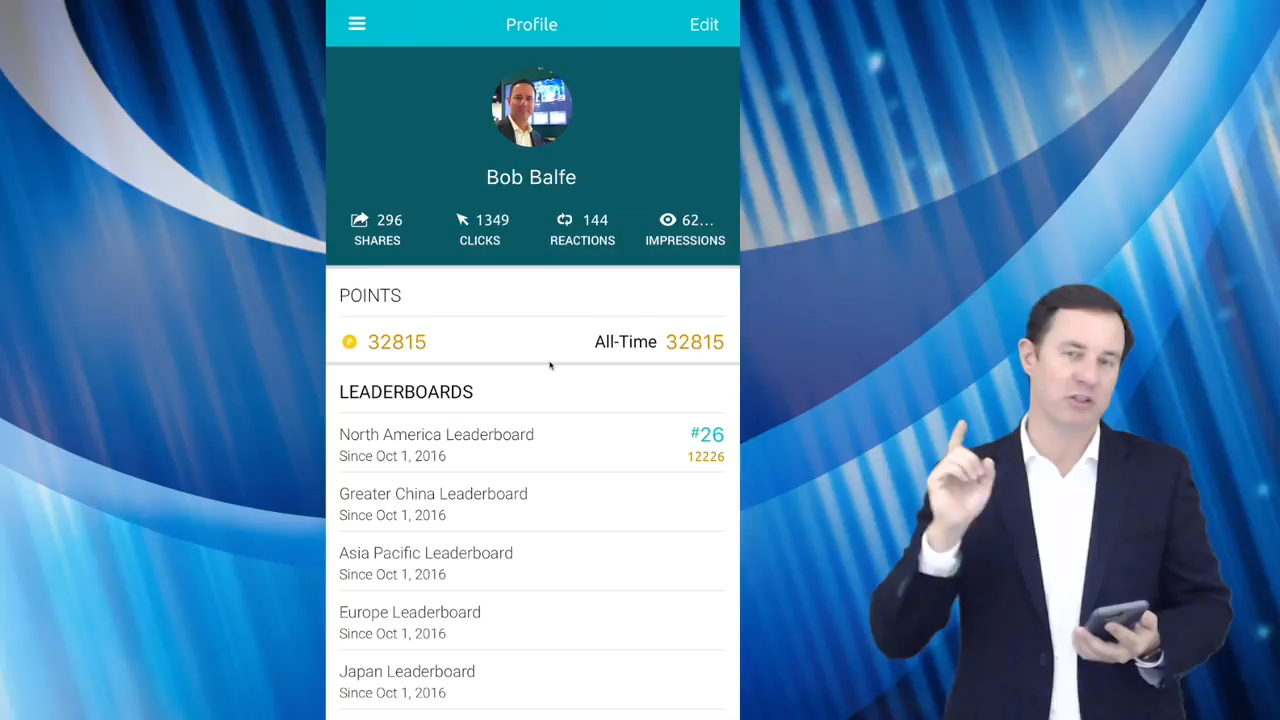 Profile
Edit
Bob Balfe
296 1349 144 62...
SHARES CLICKS REACTIONS IMPRESSIONS
POINTS
P 32815 All-Time 32815
LEADERBOARDS
North America Leaderboard #26
Since Oct 1, 2016 12226
Greater China Leaderboard
Since Oct 1, 2016
Asia Pacific Leaderboard
Since Oct 1, 2016
Europe Leaderboard
Since Oct 1, 2016
Japan Leaderboard
Since Oct 1, 2016